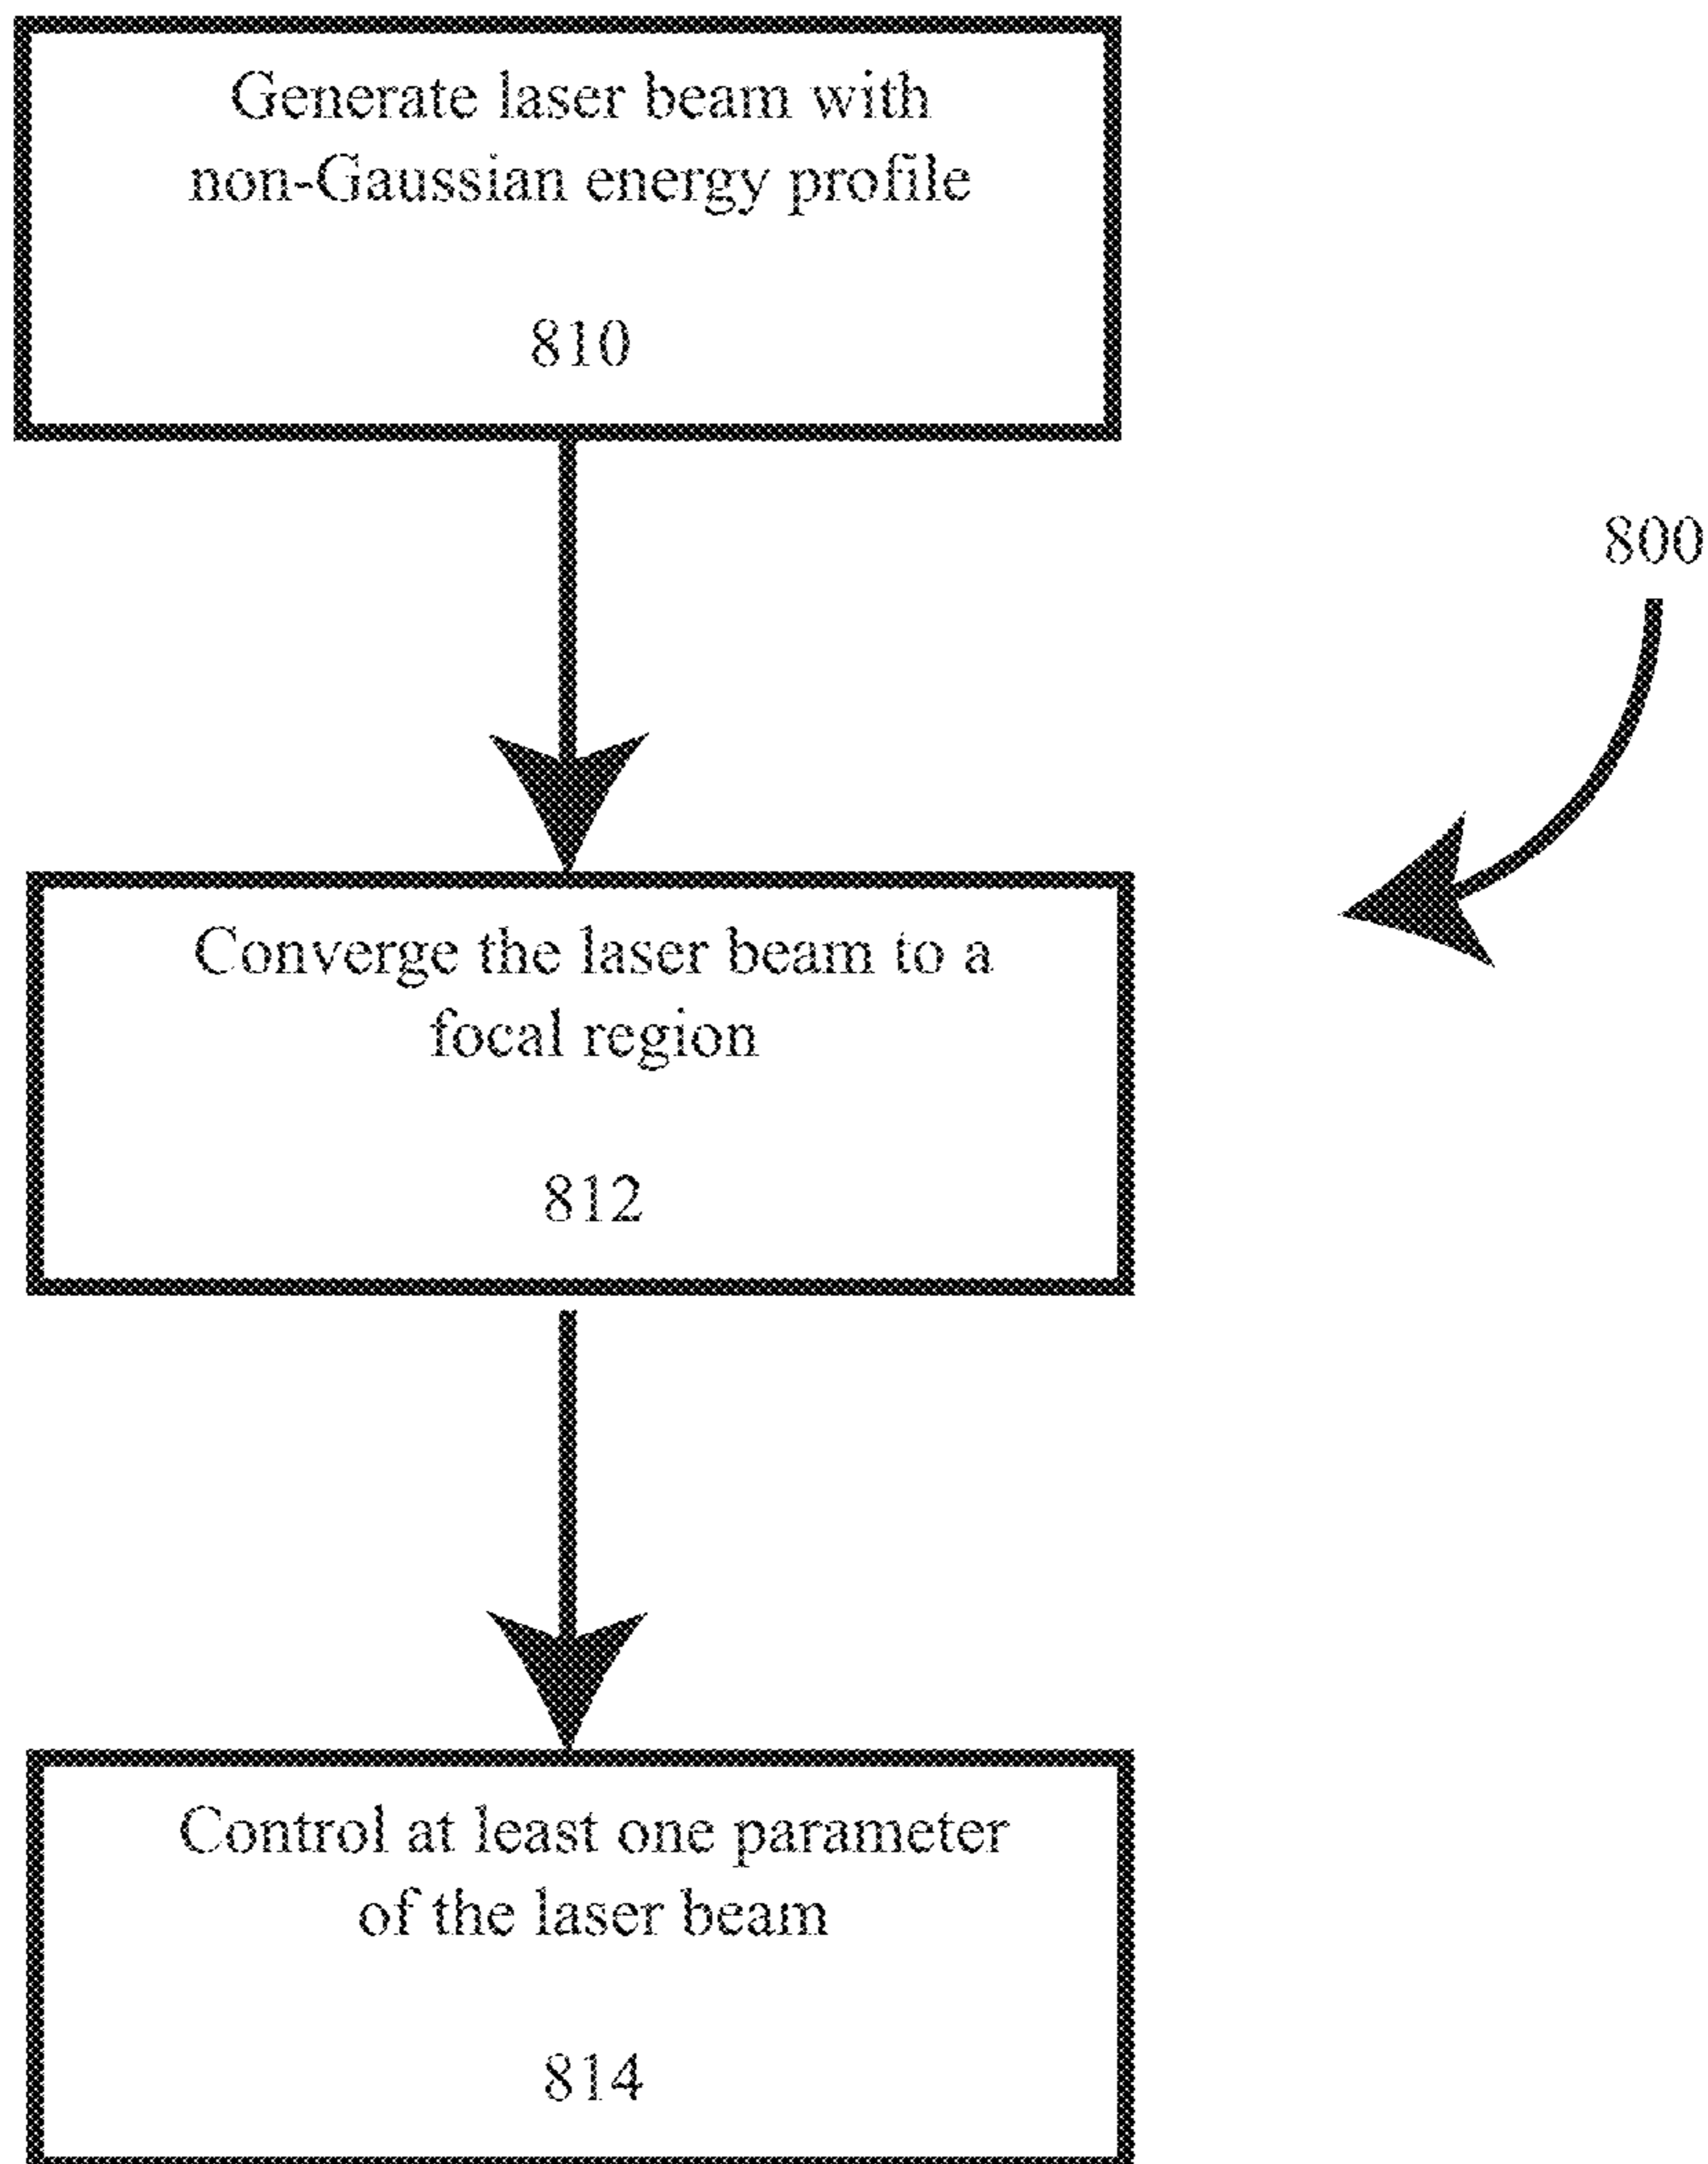 Generate laser beam with
non-Gaussian energy profile
810
800
Converge the laser beam to a
focal region
812
Control at least one parameter
of the laser beam
814